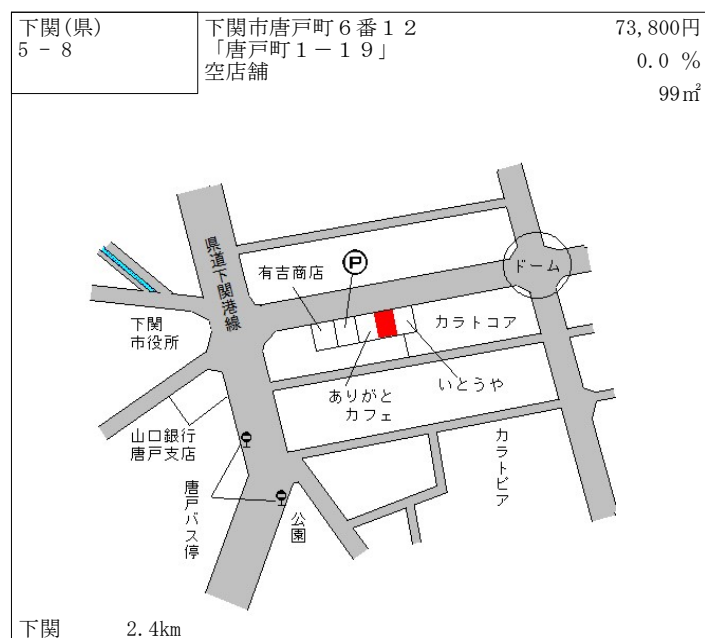 下関(県)
5 - 8
下関市唐戸町6番12
「唐戸町1-19」
空店舗
73,800円
0.0 %
99㎡
県道下関港線
有吉商店
P
ドーム
下関
市役所
カラトコア
ありがと
カフェ
いとうや
山口銀行
唐戸支店
唐戸バス停
公園
カラトピア
下関 2.4km